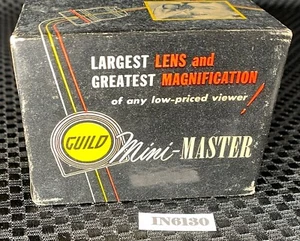 LARGEST LENS and
GREATEST MAGNIFICATION
of any low-priced viewer!
GUILD Mini-MASTER
IN6130